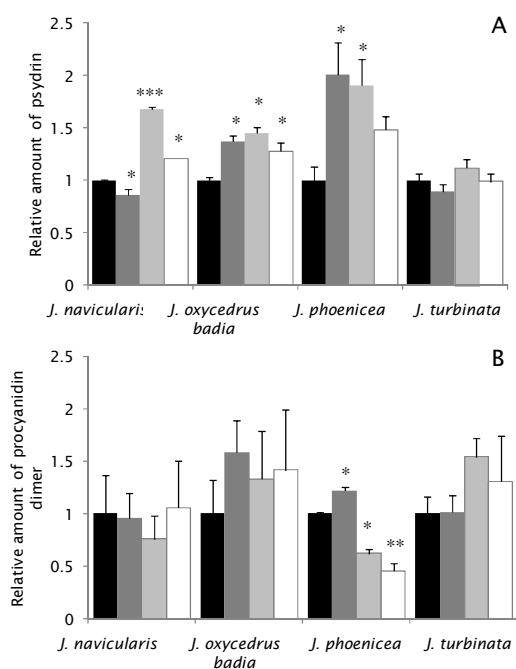 A
Relative amount of psydrin
2.5
2
1.5
1
0.5
0
*
***
*
*
*
*
*
*
J. navicularis
J. oxycedrus
badia
J. phoenicea
J. turbinata
B
Relative amount of procyanidin
dimer
2.5
2
1.5
1
0.5
0
*
*
**
J. navicularis
J. oxycedrus
badia
J. phoenicea
J. turbinata